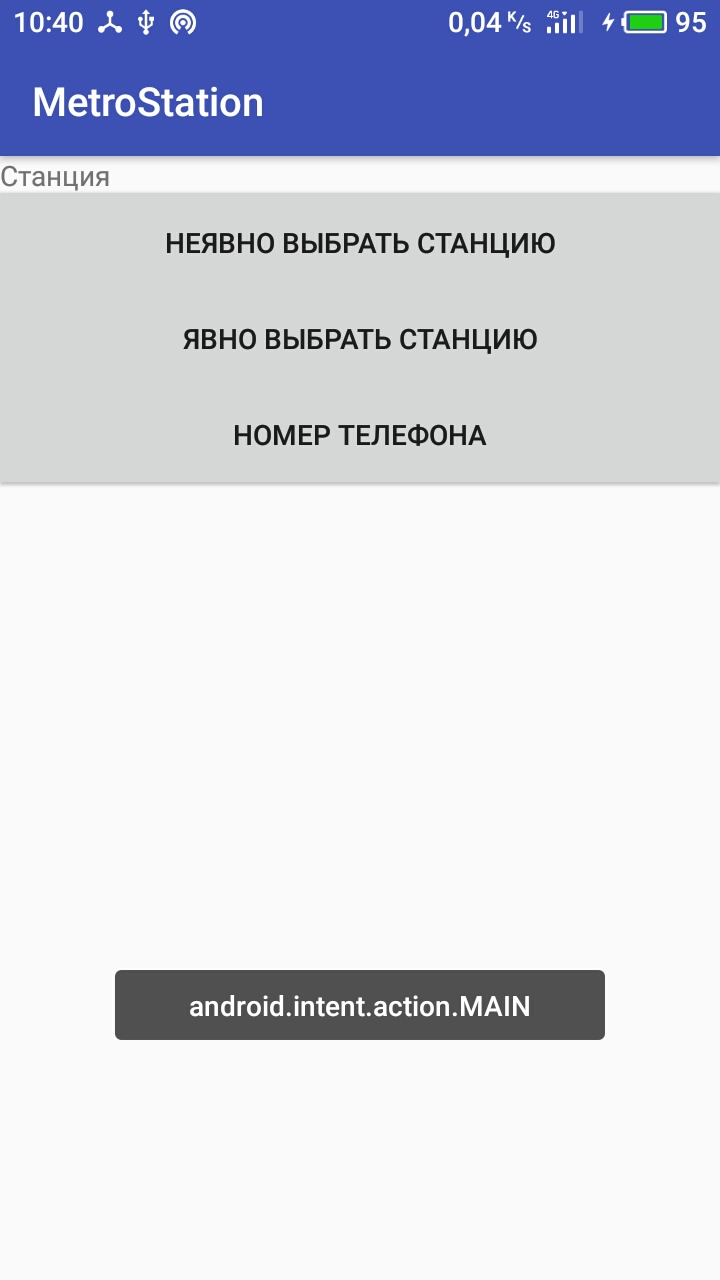 10:40 0,04 K/s 4G 95
MetroStation
Станция
НЕЯВНО ВЫБРАТЬ СТАНЦИЮ
ЯВНО ВЫБРАТЬ СТАНЦИЮ
НОМЕР ТЕЛЕФОНА
android.intent.action.MAIN